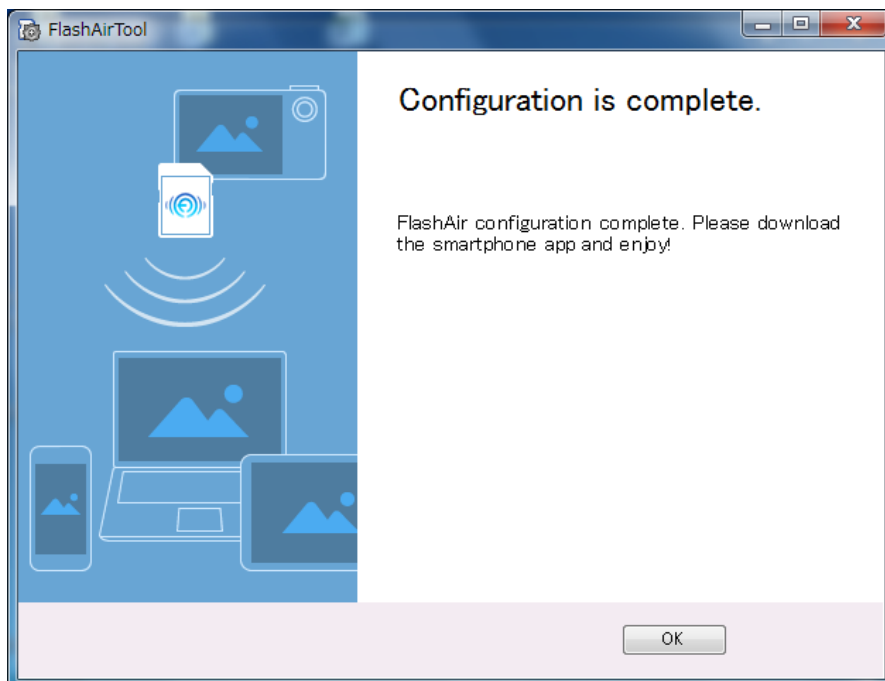 FlashAirTool
Configuration is complete.
FlashAir configuration complete. Please download
the smartphone app and enjoy!
OK